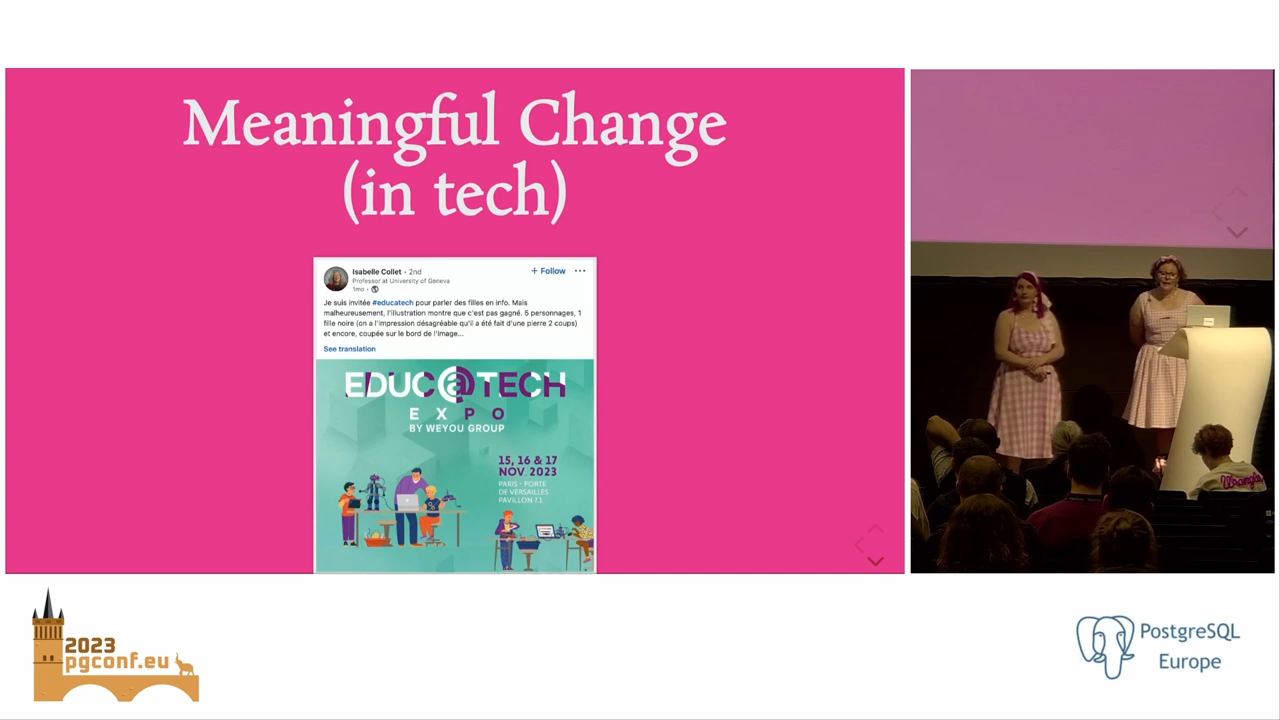 Meaningful Change
(in tech)
Isabelle Collet • 2nd
+ Follow ···
Professor at University of Geneva
1mo •
Je suis invitée #educatech pour parler des filles en info. Mais
malheureusement, l'illustration montre que c'est pas gagné. 5 personnages, 1
fille noire (on a l'impression désagréable qu'il a été fait d'une pierre 2 coups)
et encore, coupée sur le bord de l'image...
See translation
EDUC@TECH
EXPO
BY WEYOU GROUP
15, 16 & 17
NOV. 2023
PARIS - PORTE
DE VERSAILLES
PAVILLON 7.1
Wrangler
2023
pgconf.eu
PostgreSQL
Europe